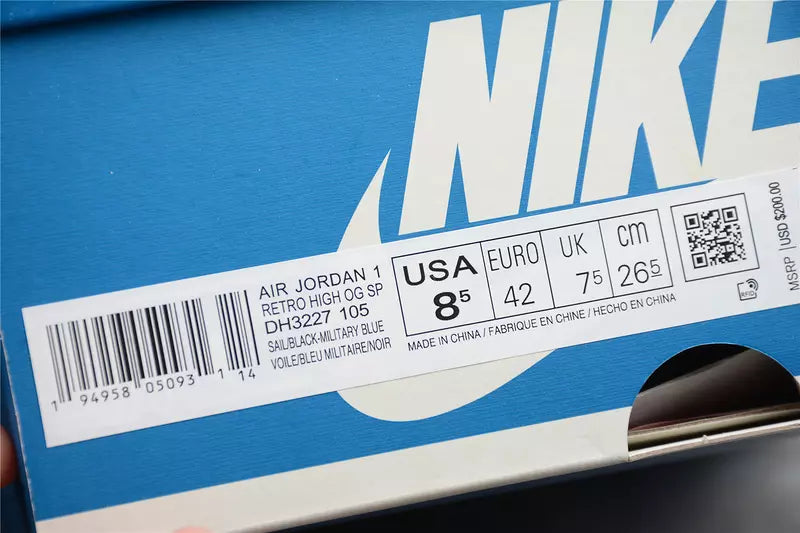 NIKE
AIR JORDAN 1
RETRO HIGH OG SP
DH3227 105
SAIL/BLACK-MILITARY BLUE
VOILE/BLEU MILITAIRE/NOIR
1 94958 05093 1 14
USA
8⁵
EURO
42
UK
7⁵
cm
26⁵
MADE IN CHINA / FABRIQUE EN CHINE / HECHO EN CHINA
RFID
MSRP | USD $200.00